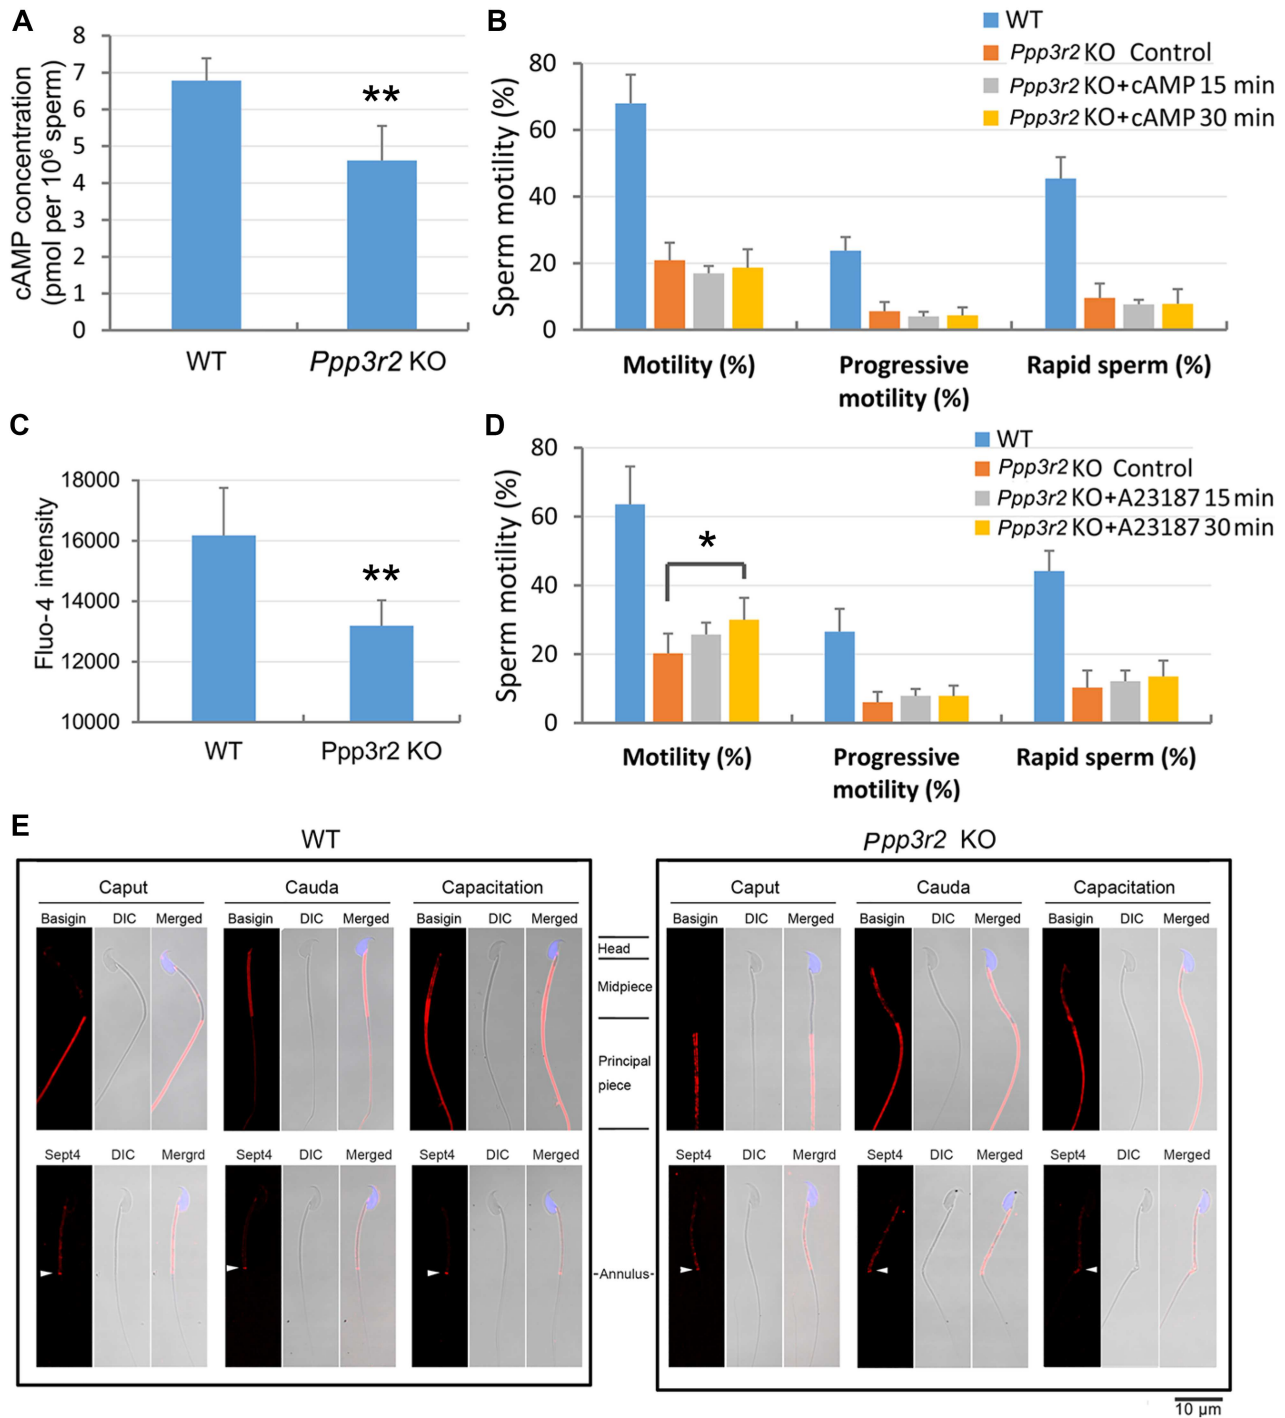 A
cAMP concentration
(pmol per 10⁶ sperm)
8
7
6
5
4
3
2
1
0
**
WT
Ppp3r2 KO
B
WT
Ppp3r2 KO Control
Ppp3r2 KO+cAMP 15 min
Ppp3r2 KO+cAMP 30 min
Sperm motility (%)
80
60
40
20
0
Motility (%)
Progressive
motility (%)
Rapid sperm (%)
C
Fluo-4 intensity
18000
16000
14000
12000
10000
**
WT
Ppp3r2 KO
D
WT
Ppp3r2 KO Control
Ppp3r2 KO+A23187 15 min
Ppp3r2 KO+A23187 30 min
Sperm motility (%)
80
60
40
20
0
*
Motility (%)
Progressive
motility (%)
Rapid sperm (%)
E
WT
Caput Cauda Capacitation
Basigin DIC Merged Basigin DIC Merged Basigin DIC Merged
Sept4 DIC Mergrd Sept4 DIC Merged Sept4 DIC Merged
Head
Midpiece
Principal
piece
-Annulus-
Ppp3r2 KO
Caput Cauda Capacitation
Basigin DIC Merged Basigin DIC Merged Basigin DIC Merged
Sept4 DIC Mergrd Sept4 DIC Merged Sept4 DIC Merged
10 μm